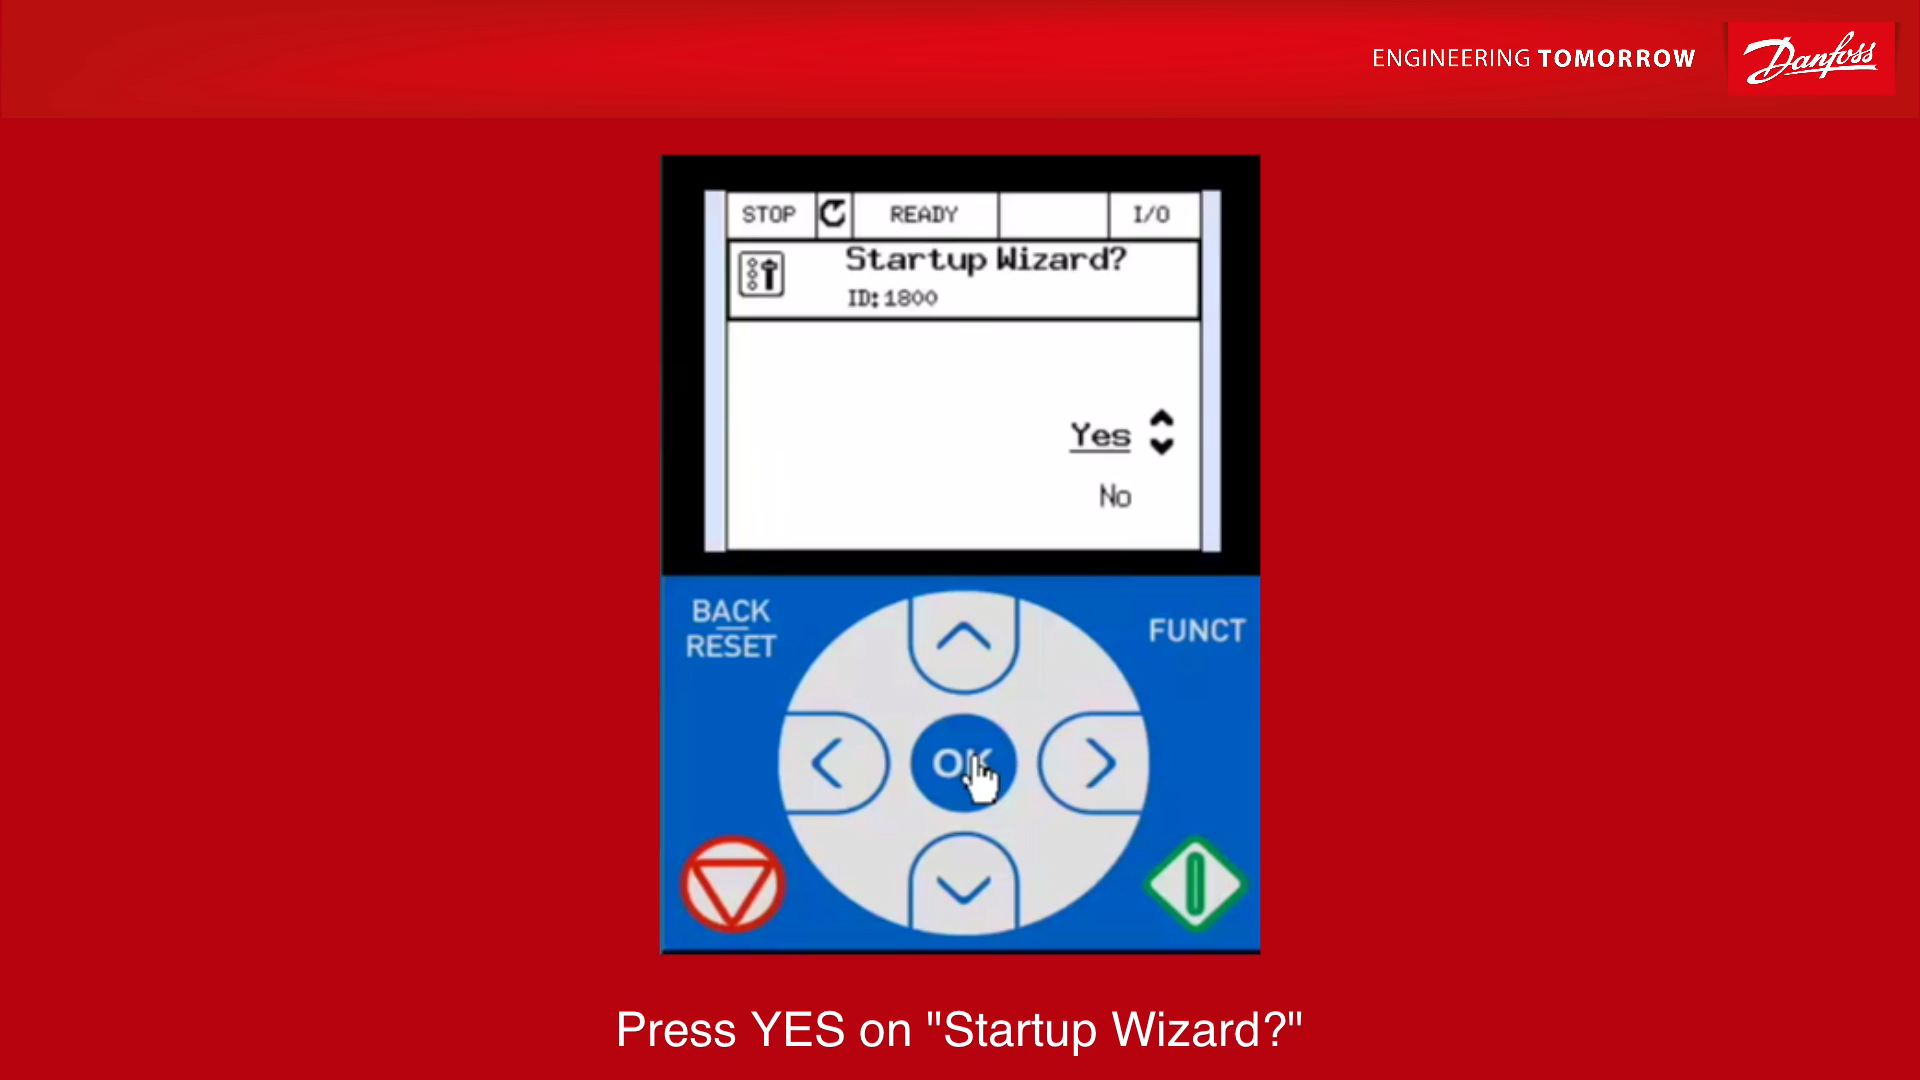 ENGINEERING TOMORROW
Danfoss
STOP READY I/O
Startup Wizard?
ID:1800
Yes
No
BACK
RESET
FUNCT
OK
Press YES on "Startup Wizard?"